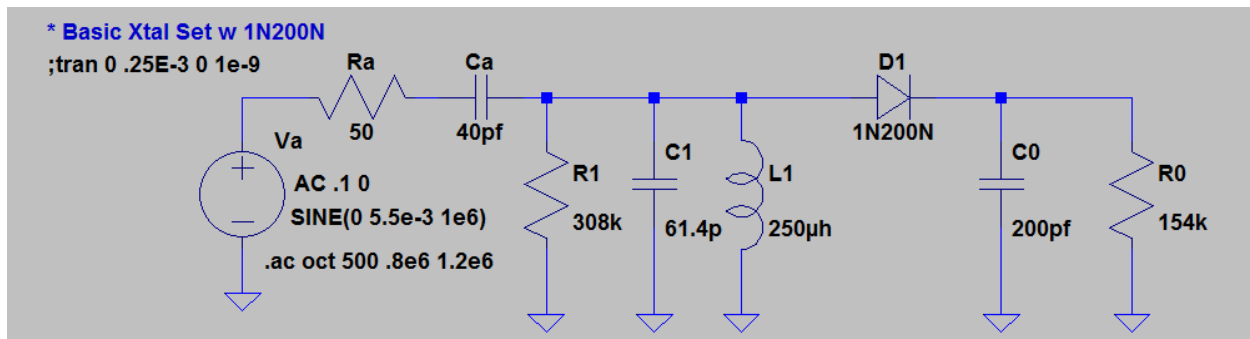 * Basic Xtal Set w 1N200N
;tran 0 .25E-3 0 1e-9
Ra
Ca
D1
50
40pf
1N200N
Va
R1
C1
L1
C0
R0
AC .1 0
SINE(0 5.5e-3 1e6)
308k
61.4p
250µh
200pf
154k
.ac oct 500 .8e6 1.2e6